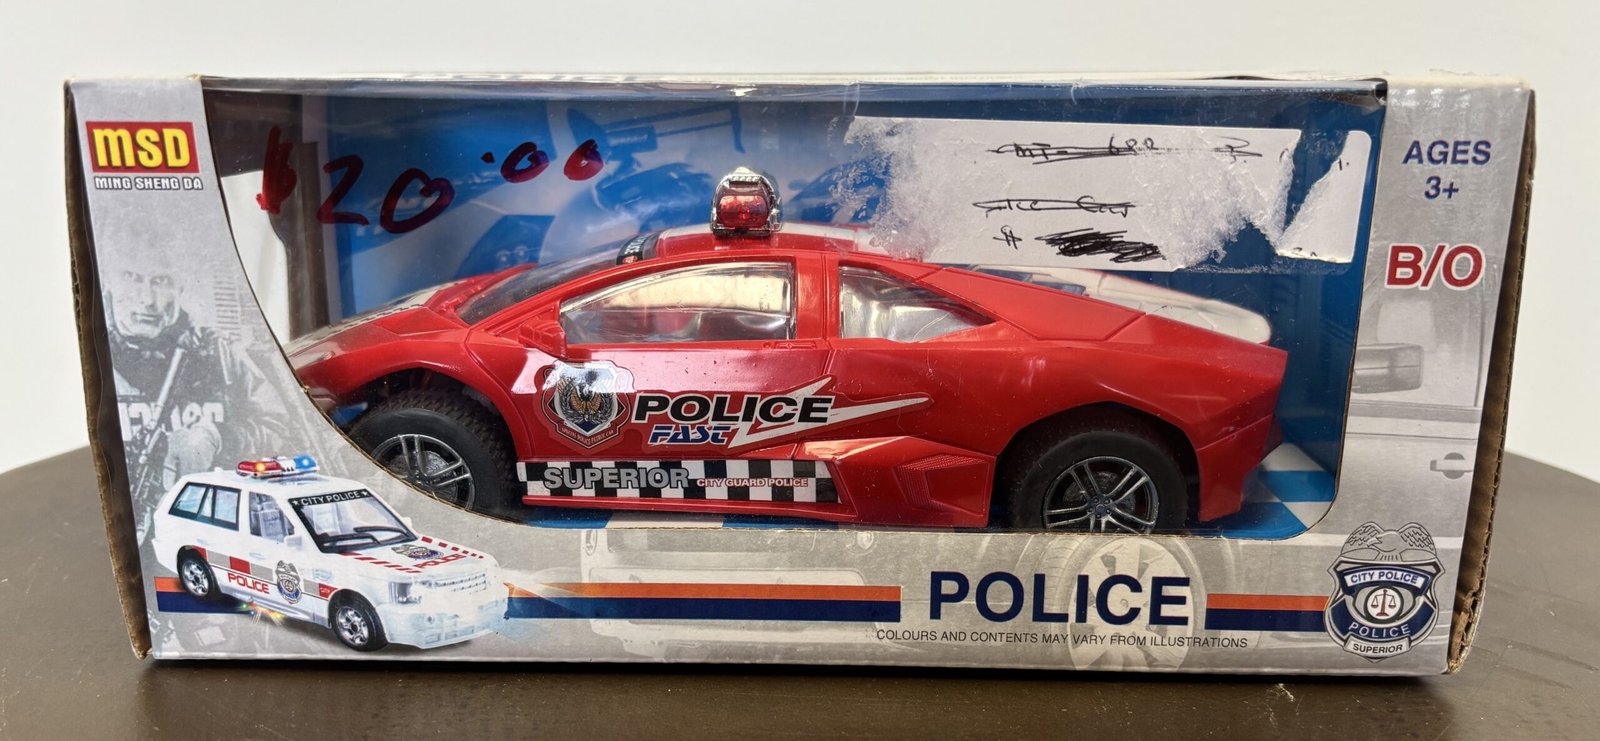 MSD
MING SHENG DA
$20.00
AGES
3+
B/O
POLICE
FAST
SUPERIOR CITY GUARD POLICE
CITY POLICE
POLICE
POLICE
COLOURS AND CONTENTS MAY VARY FROM ILLUSTRATIONS
CITY POLICE
POLICE
SUPERIOR